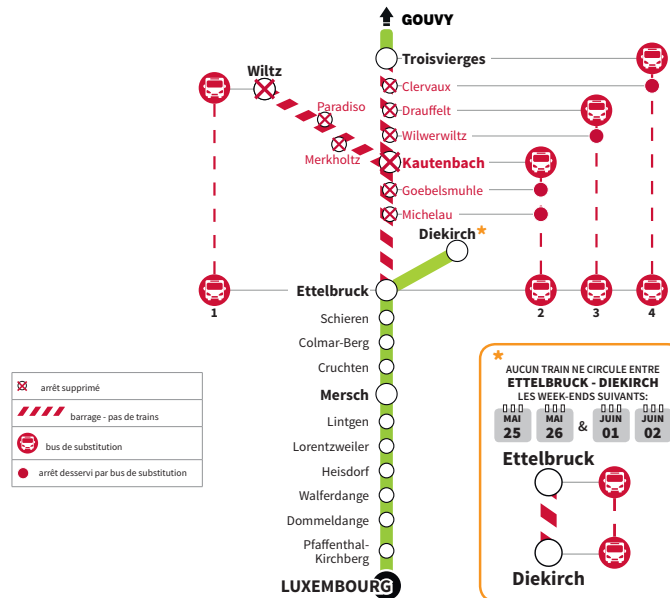 GOUVY
Troisvierges
Wiltz
Clervaux
Paradiso
Drauffelt
Wilwerwiltz
Merkholtz
Kautenbach
Goebelsmuhle
Michelau
Diekirch*
Ettelbruck
1
2
3
4
Schieren
Colmar-Berg
Cruchten
Mersch
Lintgen
Lorentzweiler
Heisdorf
Walferdange
Dommeldange
Pfaffenthal-
Kirchberg
LUXEMBOURG
arrêt supprimé
barrage - pas de trains
bus de substitution
arrêt desservi par bus de substitution
*
AUCUN TRAIN NE CIRCULE ENTRE
ETTELBRUCK - DIEKIRCH
LES WEEK-ENDS SUIVANTS:
MAI 25
MAI 26
&
JUIN 01
JUIN 02
Ettelbruck
Diekirch